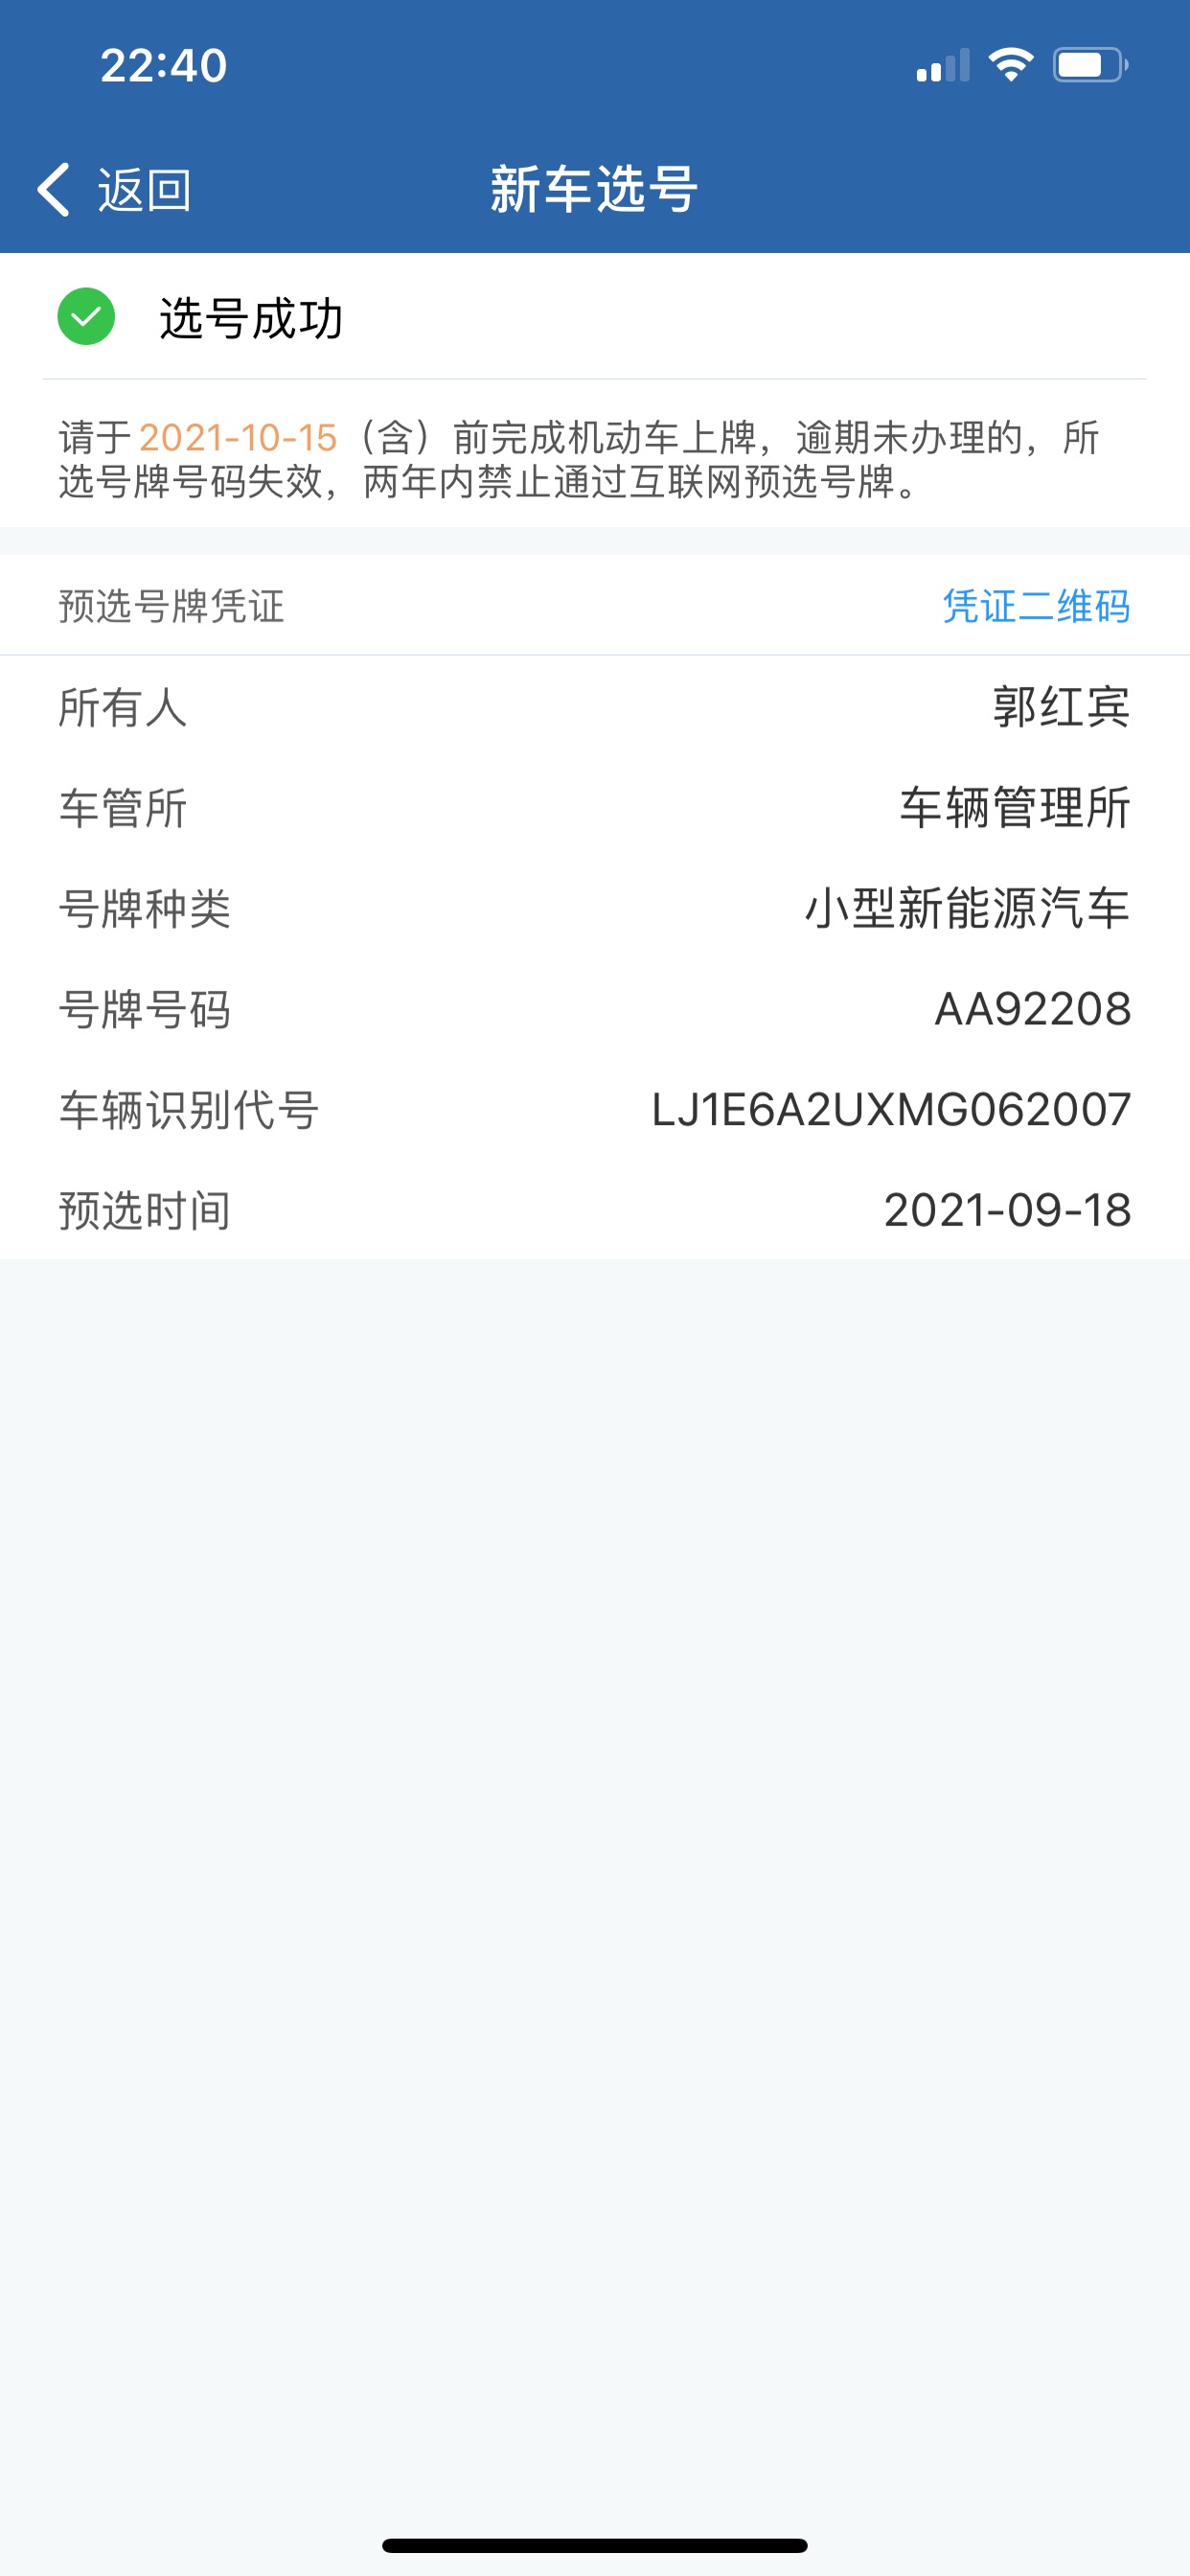 22:40
返回
新车选号
选号成功
请于2021-10-15（含）前完成机动车上牌，逾期未办理的，所
选号牌号码失效，两年内禁止通过互联网预选号牌。
预选号牌凭证 凭证二维码
所有人 郭红宾
车管所 车辆管理所
号牌种类 小型新能源汽车
号牌号码 AA92208
车辆识别代号 LJ1E6A2UXMG062007
预选时间 2021-09-18